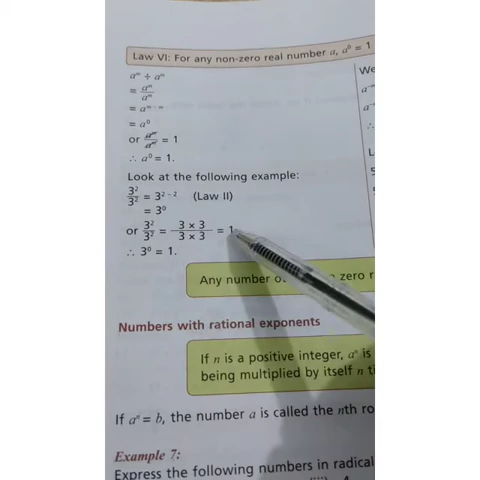 Law VI: For any non-zero real number a, a⁰ = 1
aᵐ ÷ aᵐ
= aᵐ/aᵐ
= aᵐ⁻ᵐ
= a⁰
or aᵐ/aᵐ = 1
∴ a⁰ = 1.
Look at the following example:
3²/3² = 3²⁻² (Law II)
= 3⁰
or 3²/3² = 3 × 3/3 × 3 = 1
∴ 3⁰ = 1.
Any number zero
Numbers with rational exponents
If n is a positive integer, aⁿ is
being multiplied by itself n
If aⁿ = b, the number a is called the nth
Example 7:
Express the following numbers in radical
We